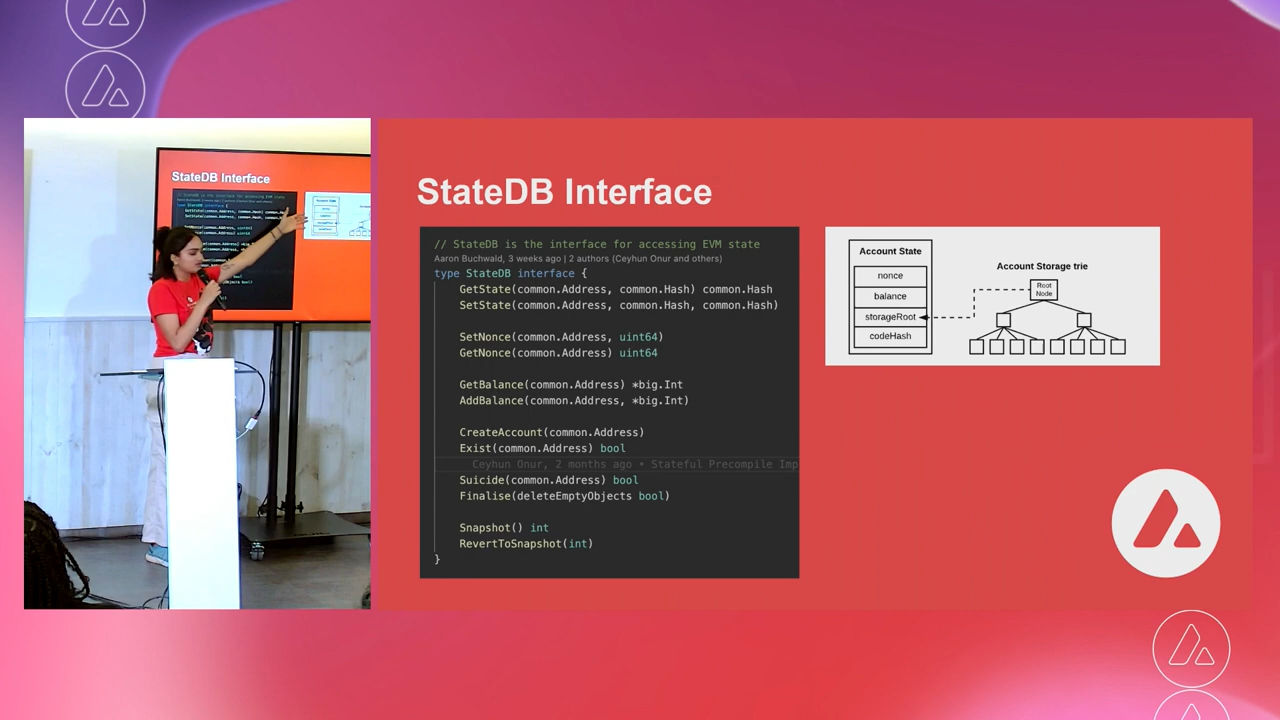 StateDB Interface
// StateDB is the interface for accessing EVM state
Aaron Buchwald, 3 weeks ago | 2 authors (Ceyhun Onur and others)
type StateDB interface {
GetState(common.Address, common.Hash) common.Hash
SetState(common.Address, common.Hash, common.Hash)
SetNonce(common.Address, uint64)
GetNonce(common.Address) uint64
GetBalance(common.Address) *big.Int
AddBalance(common.Address, *big.Int)
CreateAccount(common.Address)
Exist(common.Address) bool
Ceyhun Onur, 2 months ago • Stateful Precompile Imp
Suicide(common.Address) bool
Finalise(deleteEmptyObjects bool)
Snapshot() int
RevertToSnapshot(int)
}
Account State
nonce
balance
storageRoot
codeHash
Account Storage trie
Root
Node
StateDB Interface